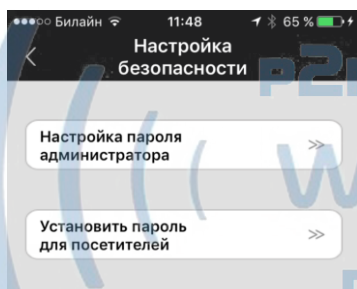 Билайн 11:48 65 %
Настройка
безопасности
Настройка пароля
администратора
Установить пароль
для посетителей